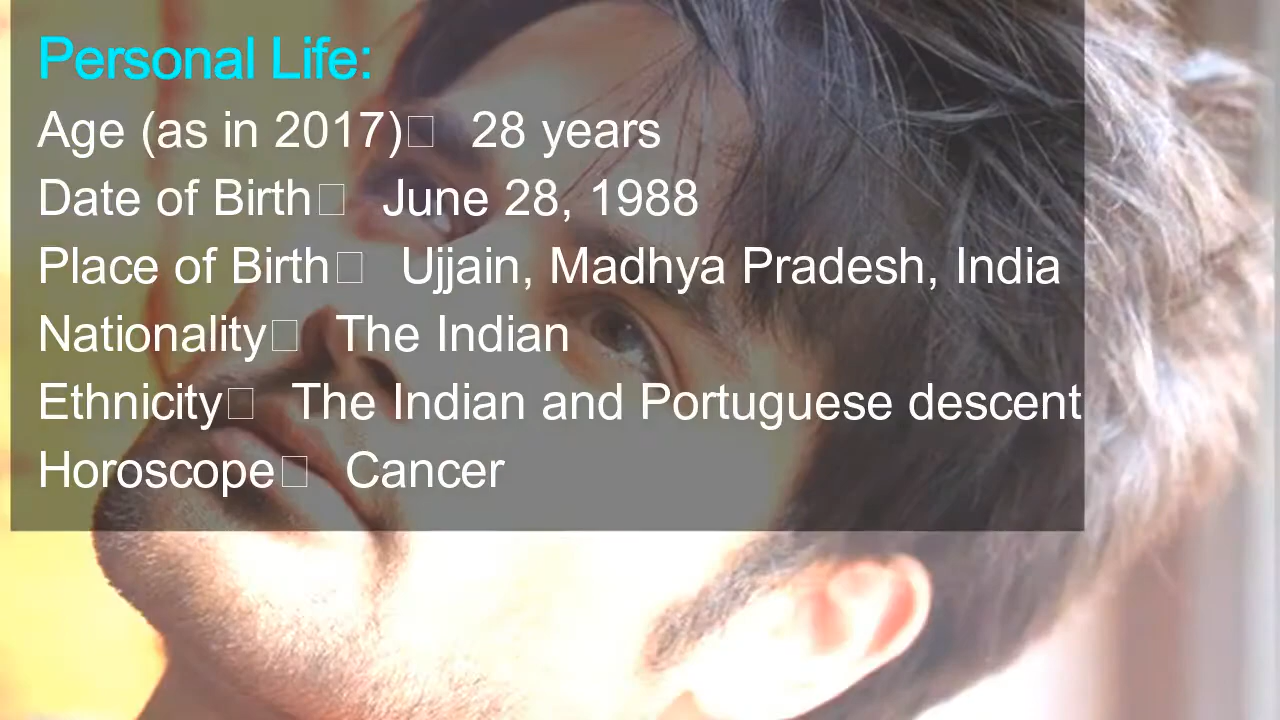 Personal Life:
Age (as in 2017)□ 28 years
Date of Birth□ June 28, 1988
Place of Birth□ Ujjain, Madhya Pradesh, India
Nationality□ The Indian
Ethnicity□ The Indian and Portuguese descent
Horoscope□ Cancer